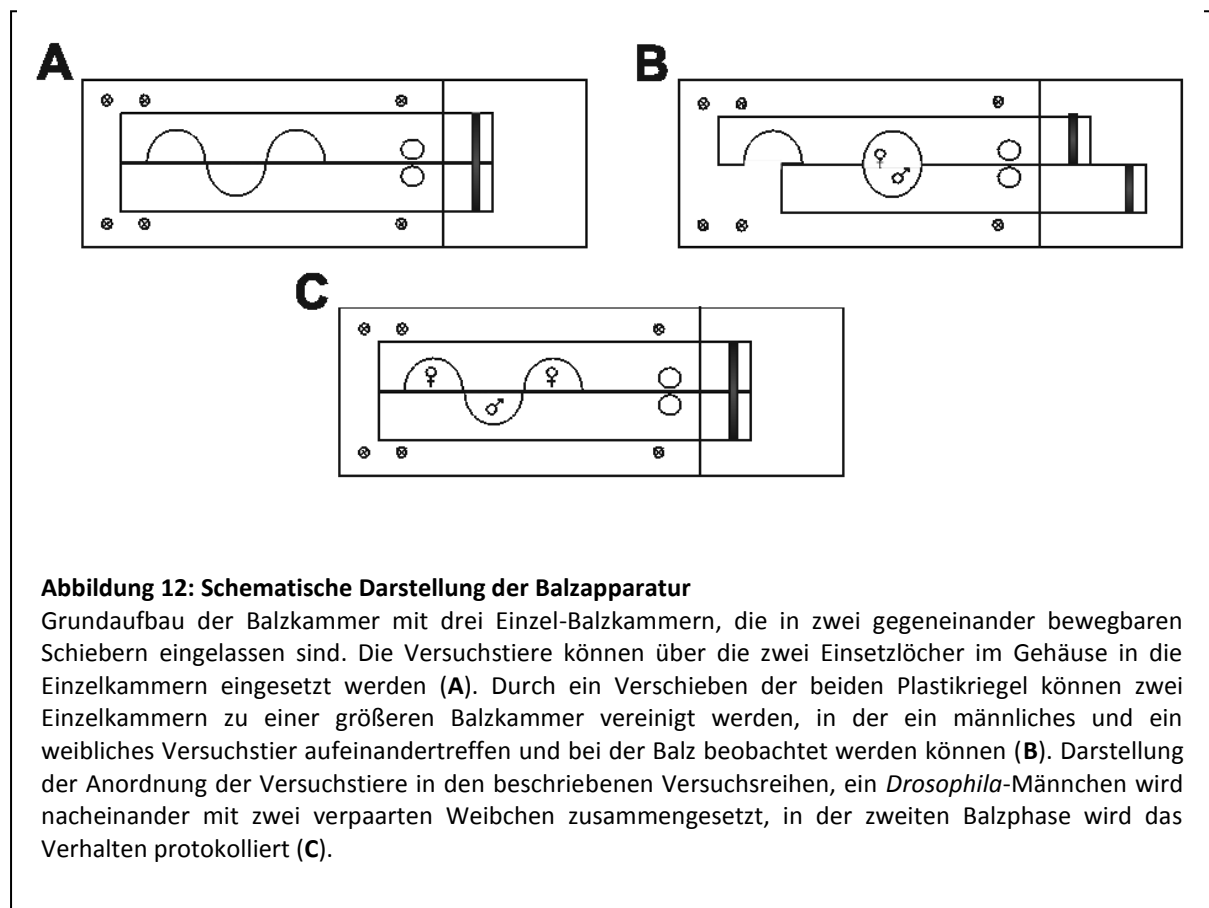 A
B
♀
♂
C
♀
♀
♂
Abbildung 12: Schematische Darstellung der Balzapparatur
Grundaufbau der Balzkammer mit drei Einzel-Balzkammern, die in zwei gegeneinander bewegbaren
Schiebern eingelassen sind. Die Versuchstiere können über die zwei Einsetzlöcher im Gehäuse in die
Einzelkammern eingesetzt werden (A). Durch ein Verschieben der beiden Plastikriegel können zwei
Einzelkammern zu einer größeren Balzkammer vereinigt werden, in der ein männliches und ein
weibliches Versuchstier aufeinandertreffen und bei der Balz beobachtet werden können (B). Darstellung
der Anordnung der Versuchstiere in den beschriebenen Versuchsreihen, ein Drosophila-Männchen wird
nacheinander mit zwei verpaarten Weibchen zusammengesetzt, in der zweiten Balzphase wird das
Verhalten protokolliert (C).